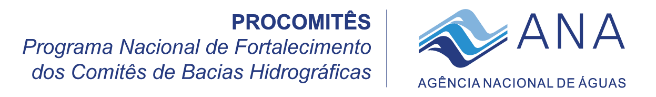 PROCOMITÊS
Programa Nacional de Fortalecimento
dos Comitês de Bacias Hidrográficas
ANA
AGÊNCIA NACIONAL DE ÁGUAS